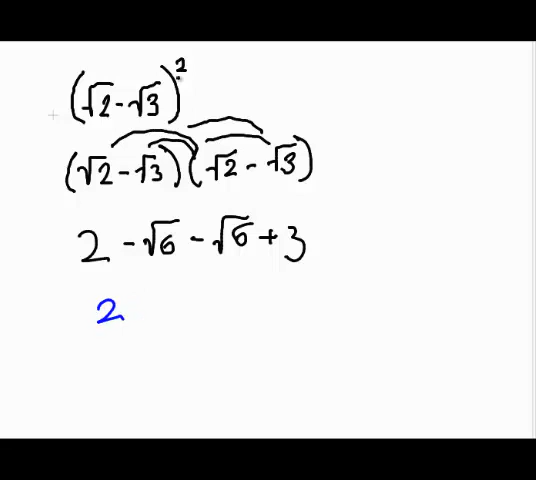 (√2 - √3)²
(√2 - √3)(√2 - √3)
2 - √6 - √6 + 3
2